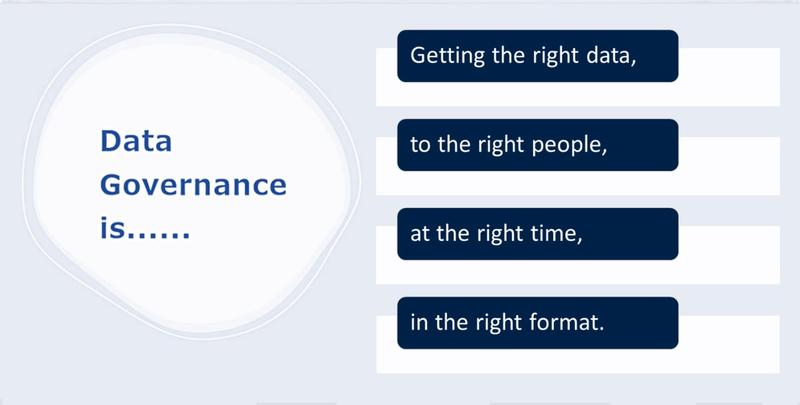 Data
Governance
is......
Getting the right data,
to the right people,
at the right time,
in the right format.